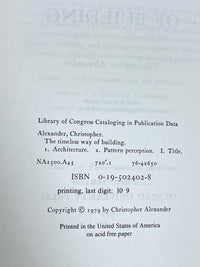 Library of Congress Cataloging in Publication Data
Alexander, Christopher.
The timeless way of building.
1. Architecture. 2. Pattern perception. I. Title.
NA2500.A45 720'.1 76-42650
ISBN 0-19-502402-8
printing, last digit: 10 9
Copyright © 1979 by Christopher Alexander
Printed in the United States of America
on acid free paper